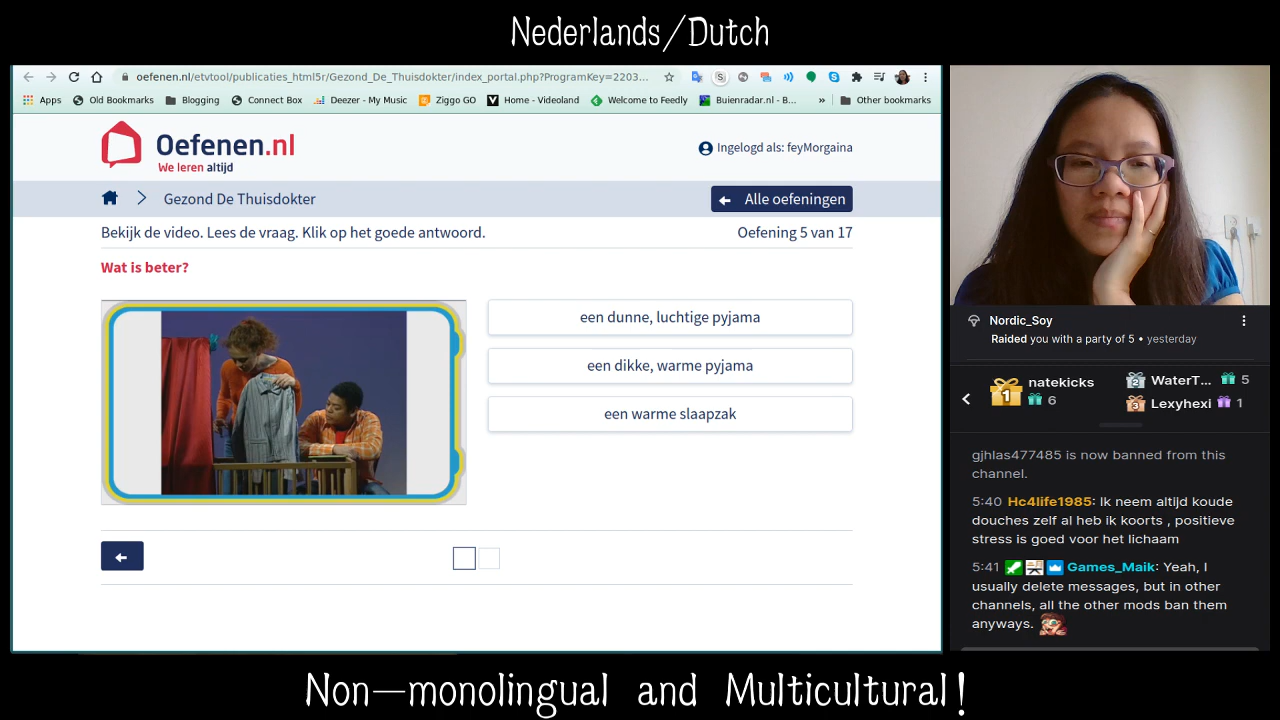 Nederlands/Dutch
oefenen.nl/etvtool/publicaties_html5r/Gezond_De_Thuisdokter/index_portal.php?ProgramKey=2203...
Apps Old Bookmarks Blogging Connect Box Deezer - My Music Ziggo GO Home - Videoland Welcome to Feedly Buienradar.nl - B... » Other bookmarks
Oefenen.nl
We leren altijd
Ingelogd als: feyMorgaina
Gezond De Thuisdokter
Alle oefeningen
Bekijk de video. Lees de vraag. Klik op het goede antwoord.
Oefening 5 van 17
Wat is beter?
een dunne, luchtige pyjama
een dikke, warme pyjama
een warme slaapzak
Nordic_Soy
Raided you with a party of 5 • yesterday
1 natekicks
6
2 WaterT... 5
3 Lexyhexi 1
gjhlas477485 is now banned from this
channel.
5:40 Hc4life1985: Ik neem altijd koude
douches zelf al heb ik koorts , positieve
stress is goed voor het lichaam
5:41 Games_Maik: Yeah, I
usually delete messages, but in other
channels, all the other mods ban them
anyways.
Non-monolingual and Multicultural!